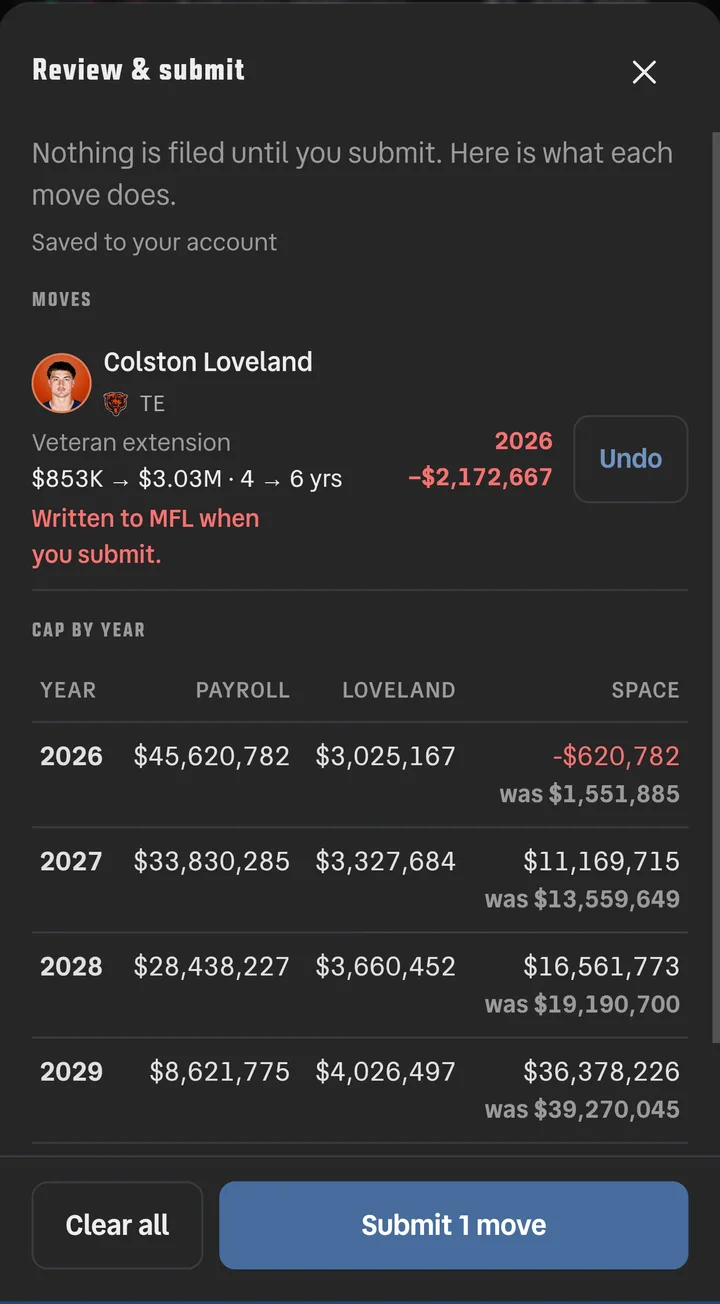 Review & submit
Nothing is filed until you submit. Here is what each
move does.
Saved to your account
MOVES
Colston Loveland
TE
Veteran extension
$853K → $3.03M · 4 → 6 yrs
2026
–$2,172,667
Undo
Written to MFL when
you submit.
CAP BY YEAR
YEAR PAYROLL LOVELAND SPACE
2026 $45,620,782 $3,025,167 -$620,782
was $1,551,885
2027 $33,830,285 $3,327,684 $11,169,715
was $13,559,649
2028 $28,438,227 $3,660,452 $16,561,773
was $19,190,700
2029 $8,621,775 $4,026,497 $36,378,226
was $39,270,045
Clear all
Submit 1 move